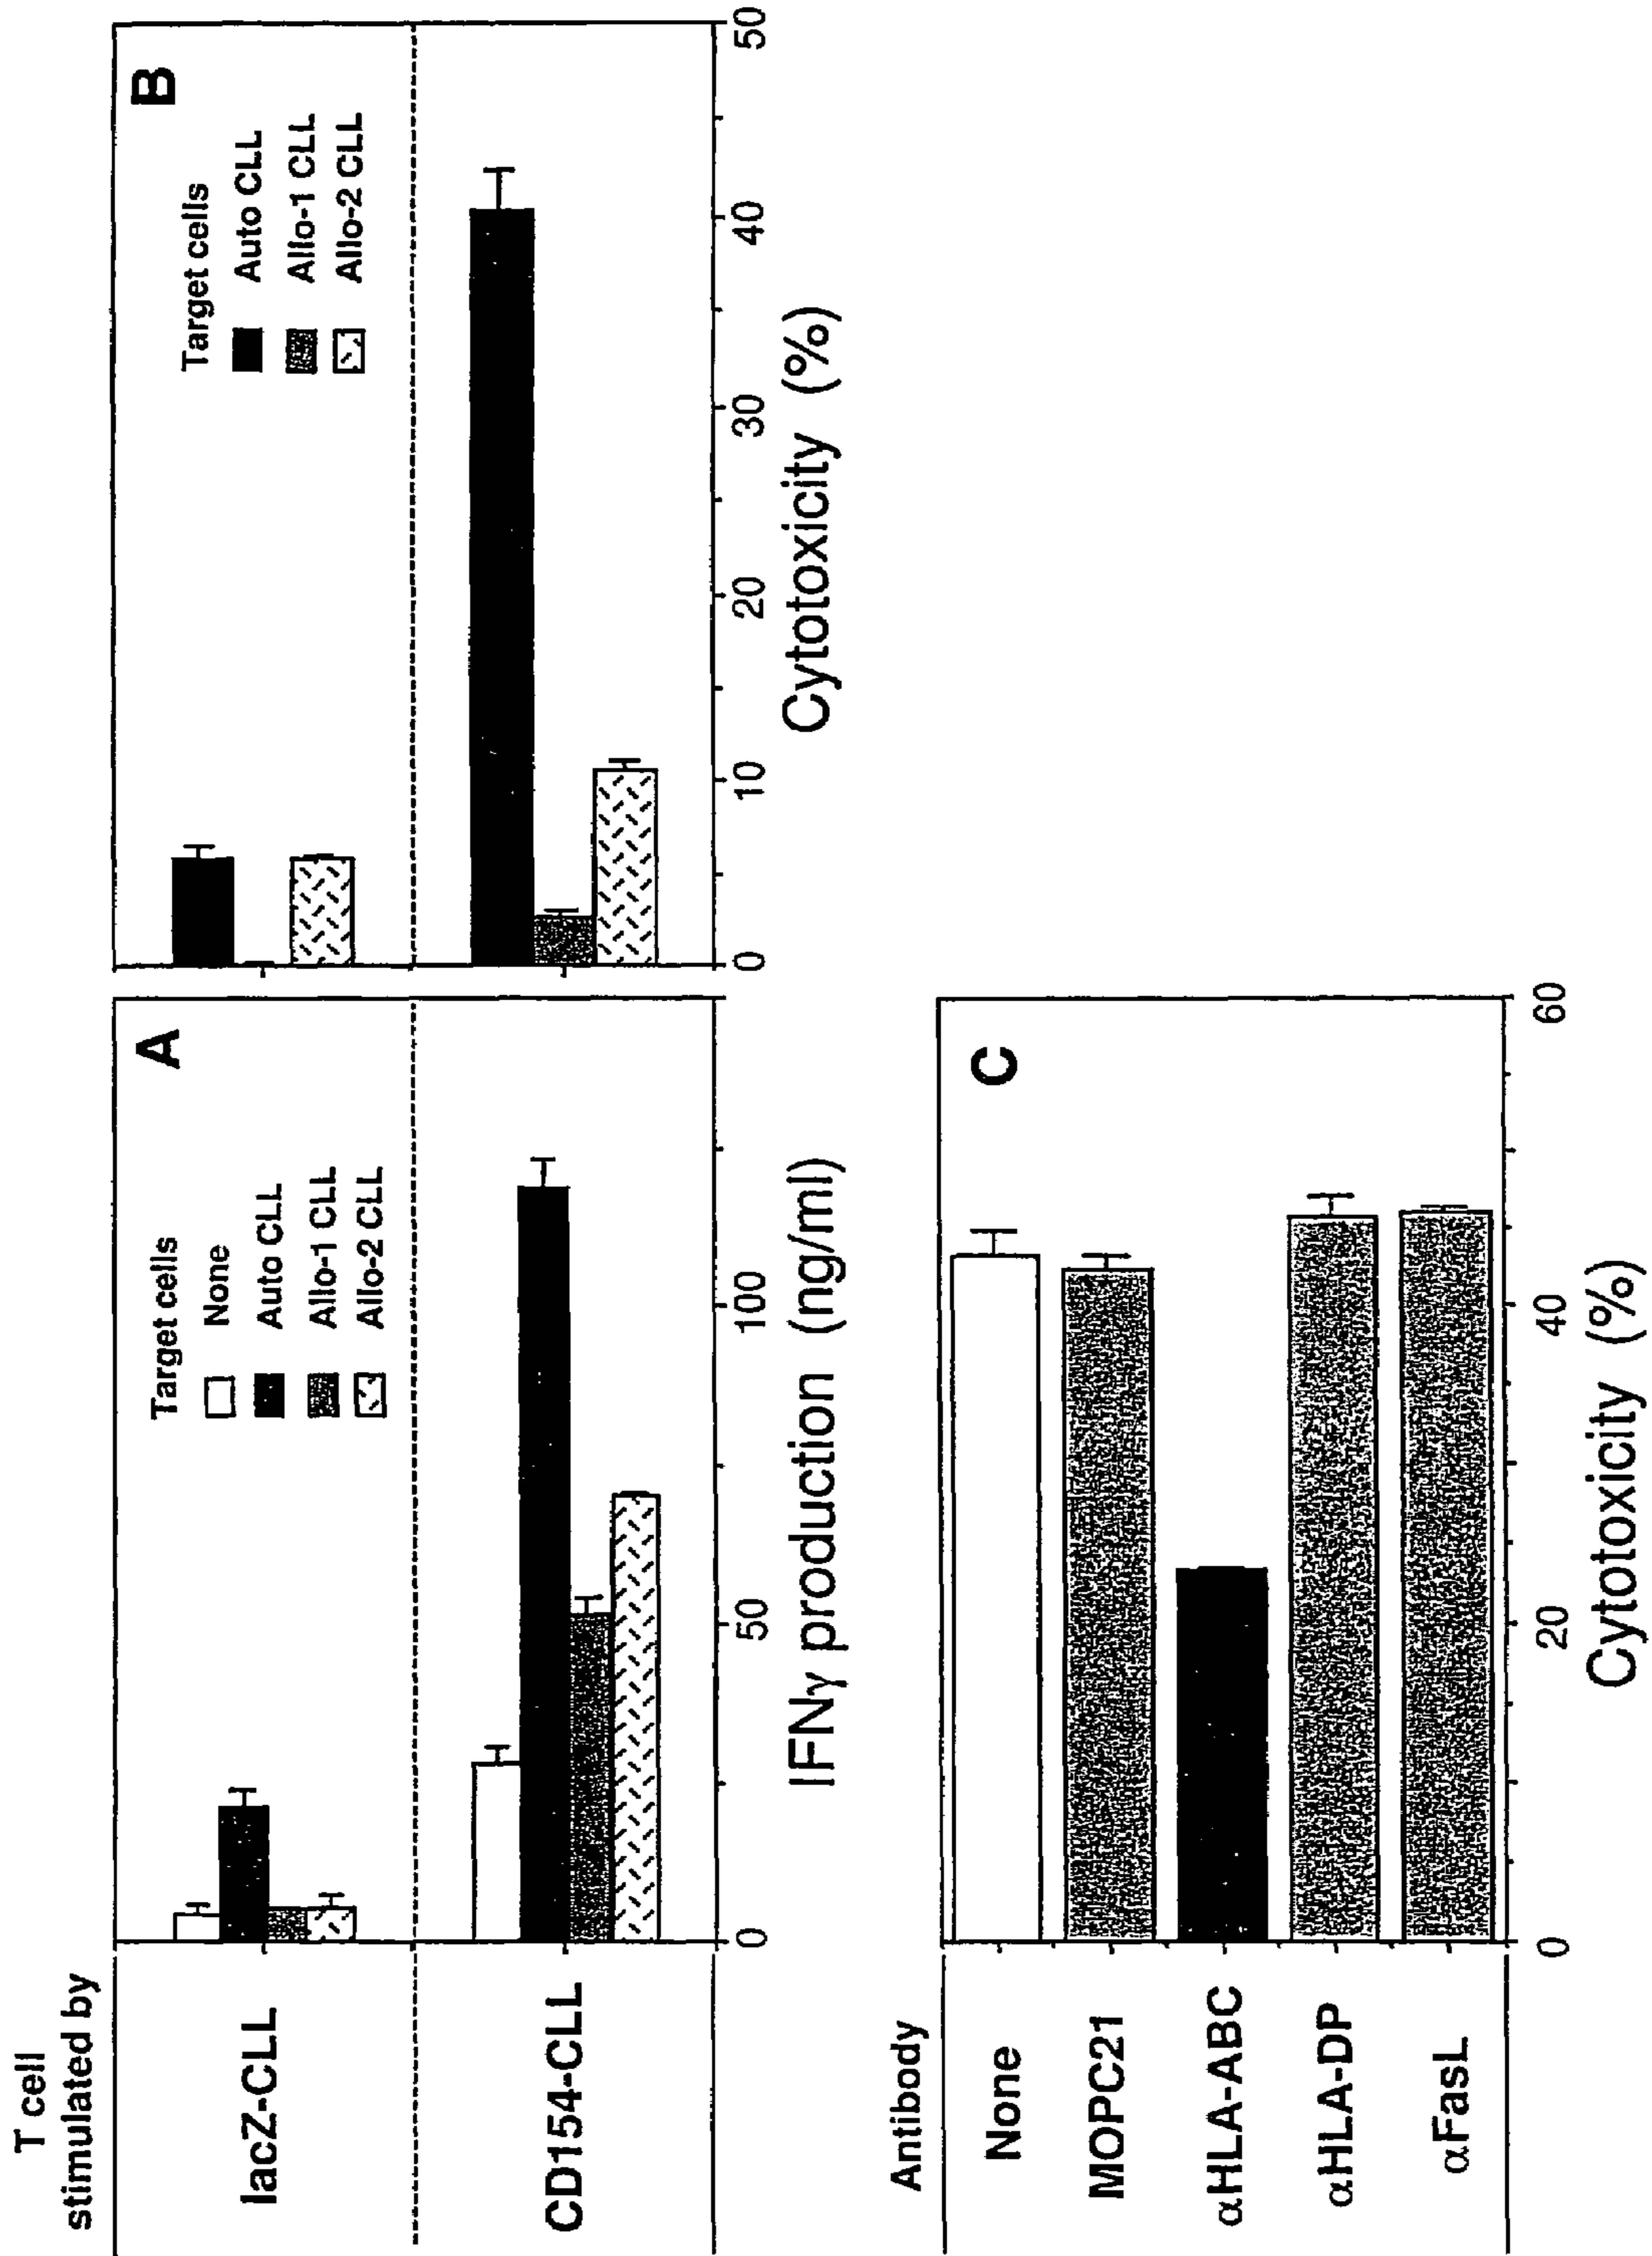 T cell
stimulated by
lacZ-CLL
CD154-CLL
A
Target cells
None
Auto CLL
Allo-1 CLL
Allo-2 CLL
0
50
100
IFNγ production (ng/ml)
B
Target cells
Auto CLL
Allo-1 CLL
Allo-2 CLL
0
10
20
30
40
50
Cytotoxicity (%)
Antibody
None
MOPC21
αHLA-ABC
αHLA-DP
αFasL
C
0
20
40
60
Cytotoxicity (%)